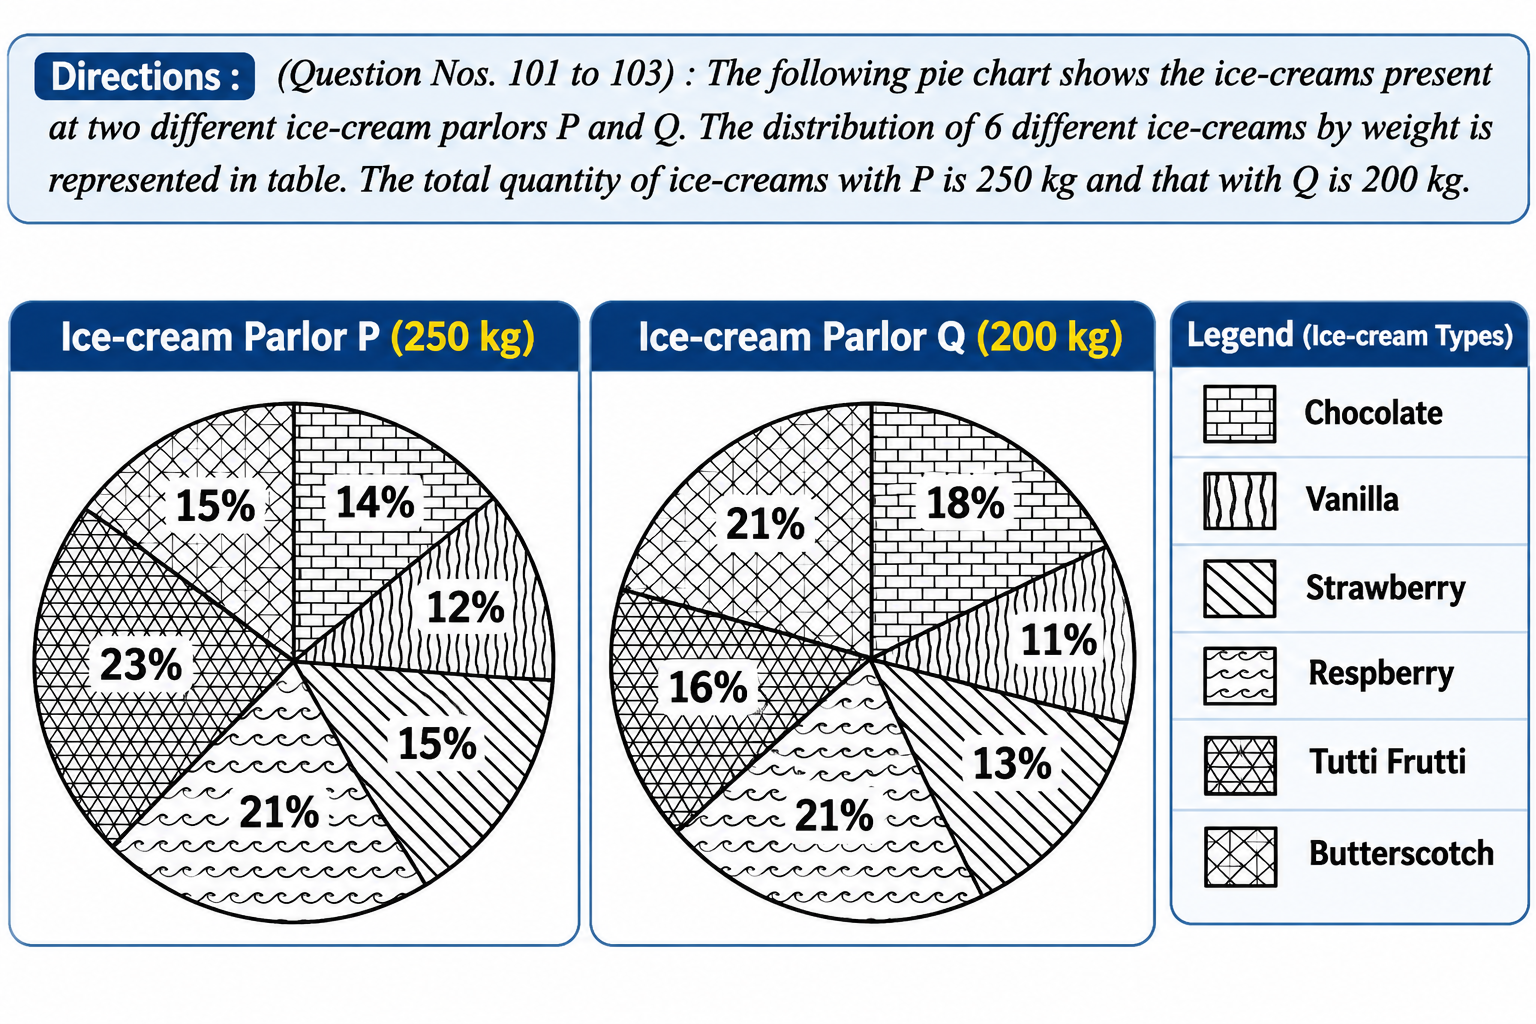 Directions : (Question Nos. 101 to 103) : The following pie chart shows the ice-creams present
at two different ice-cream parlors P and Q. The distribution of 6 different ice-creams by weight is
represented in table. The total quantity of ice-creams with P is 250 kg and that with Q is 200 kg.
Ice-cream Parlor P (250 kg)
15%
14%
12%
23%
15%
21%
Ice-cream Parlor Q (200 kg)
21%
18%
11%
16%
13%
21%
Legend (Ice-cream Types)
Chocolate
Vanilla
Strawberry
Respberry
Tutti Frutti
Butterscotch